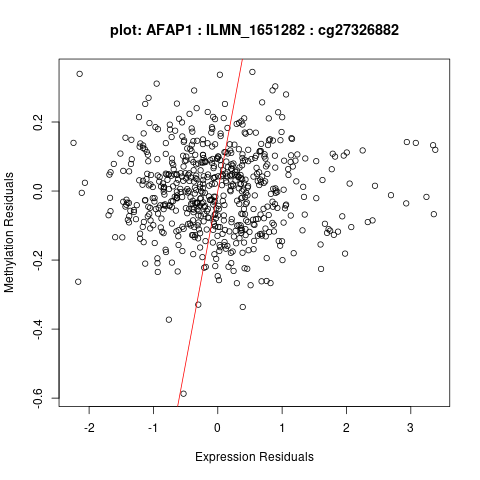 plot: AFAP1 : ILMN_1651282 : cg27326882
Methylation Residuals
0.2
0.0
-0.2
-0.4
-0.6
-2 -1 0 1 2 3
Expression Residuals